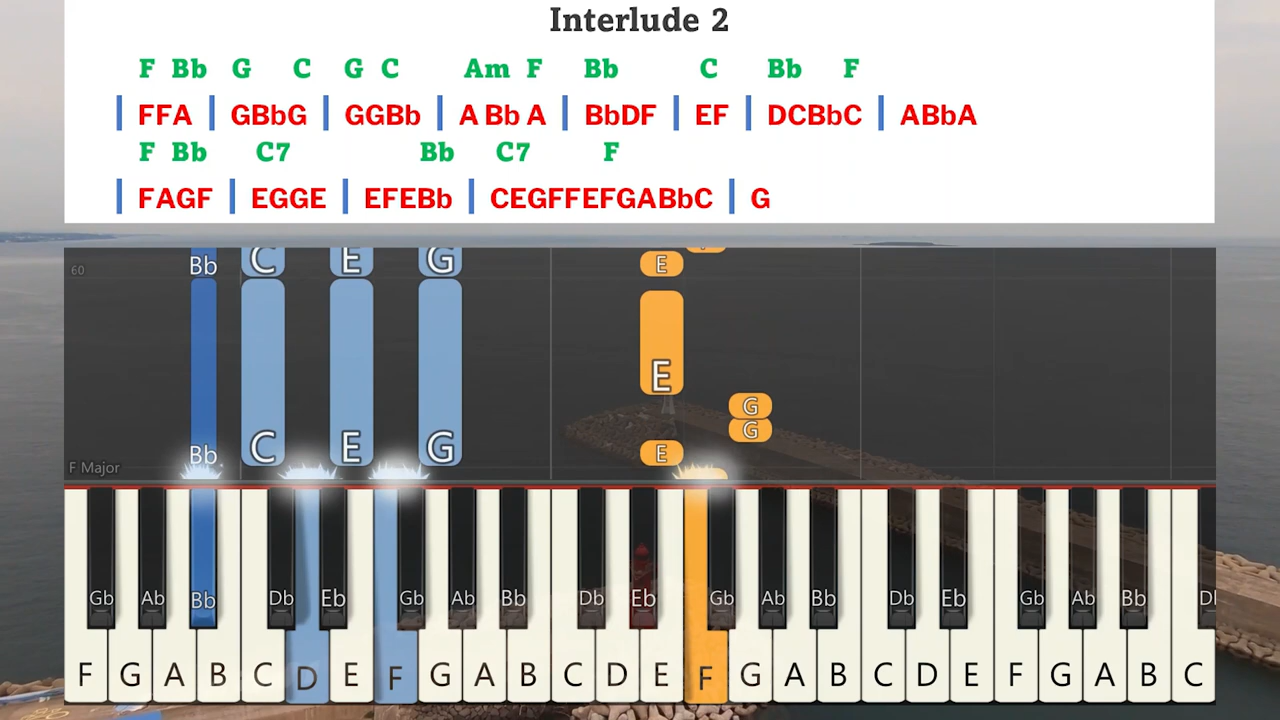 Interlude 2
F Bb G C G C Am F Bb C Bb F
| FFA | GBbG | GGBb | A Bb A | BbDF | EF | DCBbC | ABbA
F Bb C7 Bb C7 F
| FAGF | EGGE | EFEBb | CEGFFEFGABbC | G
Bb C E G E
60
E
G
G
Bb C E G E
F Major
Gb Ab Bb Db Eb Gb Ab Bb Db Eb Gb Ab Bb Db Eb Gb Ab Bb
F G A B C D E F G A B C D E F G A B C D E F G A B C